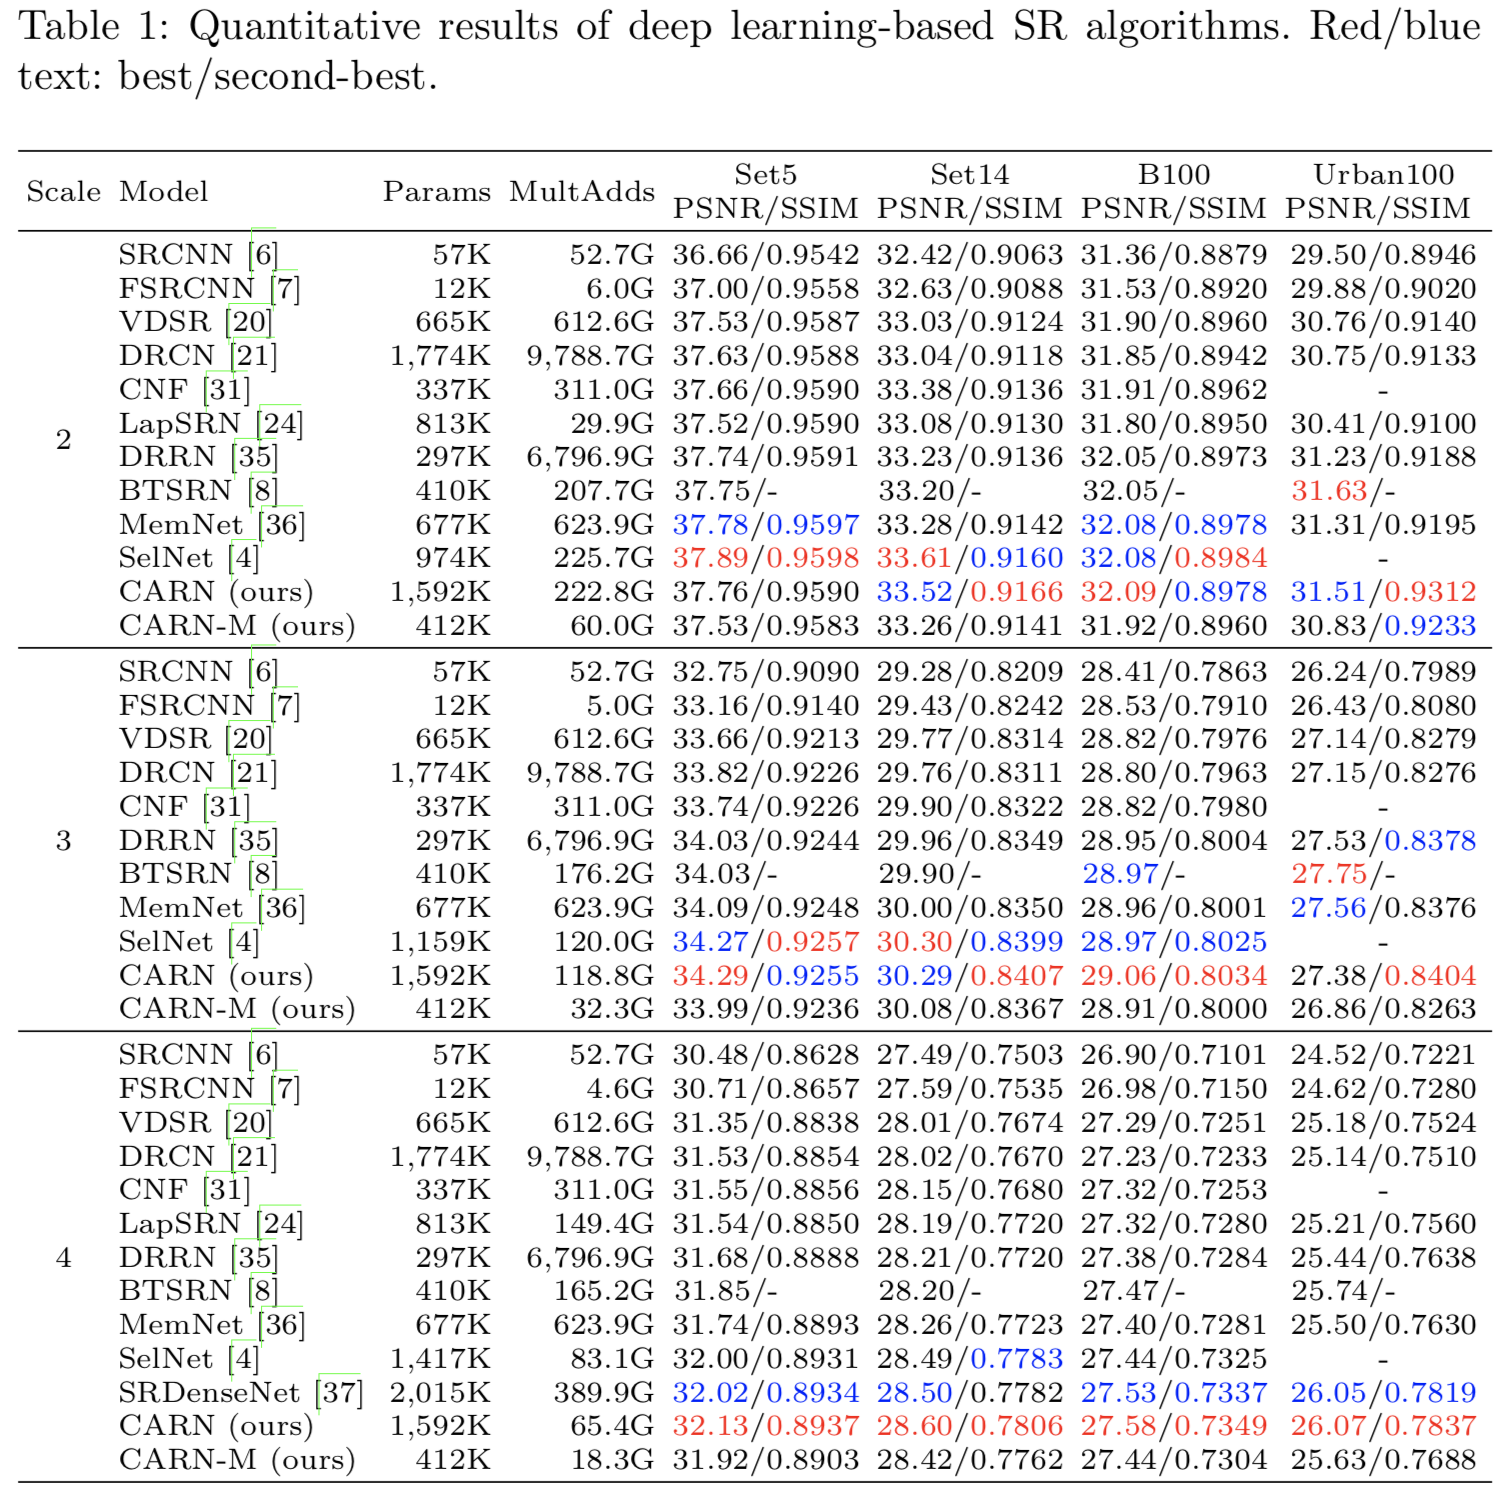 Table 1: Quantitative results of deep learning-based SR algorithms. Red/blue
text: best/second-best.
Scale Model Params MultAdds Set5 Set14 B100 Urban100
PSNR/SSIM PSNR/SSIM PSNR/SSIM PSNR/SSIM
2
SRCNN [6] 57K 52.7G 36.66/0.9542 32.42/0.9063 31.36/0.8879 29.50/0.8946
FSRCNN [7] 12K 6.0G 37.00/0.9558 32.63/0.9088 31.53/0.8920 29.88/0.9020
VDSR [20] 665K 612.6G 37.53/0.9587 33.03/0.9124 31.90/0.8960 30.76/0.9140
DRCN [21] 1,774K 9,788.7G 37.63/0.9588 33.04/0.9118 31.85/0.8942 30.75/0.9133
CNF [31] 337K 311.0G 37.66/0.9590 33.38/0.9136 31.91/0.8962 -
LapSRN [24] 813K 29.9G 37.52/0.9590 33.08/0.9130 31.80/0.8950 30.41/0.9100
DRRN [35] 297K 6,796.9G 37.74/0.9591 33.23/0.9136 32.05/0.8973 31.23/0.9188
BTSRN [8] 410K 207.7G 37.75/- 33.20/- 32.05/- 31.63/-
MemNet [36] 677K 623.9G 37.78/0.9597 33.28/0.9142 32.08/0.8978 31.31/0.9195
SelNet [4] 974K 225.7G 37.89/0.9598 33.61/0.9160 32.08/0.8984 -
CARN (ours) 1,592K 222.8G 37.76/0.9590 33.52/0.9166 32.09/0.8978 31.51/0.9312
CARN-M (ours) 412K 60.0G 37.53/0.9583 33.26/0.9141 31.92/0.8960 30.83/0.9233
3
SRCNN [6] 57K 52.7G 32.75/0.9090 29.28/0.8209 28.41/0.7863 26.24/0.7989
FSRCNN [7] 12K 5.0G 33.16/0.9140 29.43/0.8242 28.53/0.7910 26.43/0.8080
VDSR [20] 665K 612.6G 33.66/0.9213 29.77/0.8314 28.82/0.7976 27.14/0.8279
DRCN [21] 1,774K 9,788.7G 33.82/0.9226 29.76/0.8311 28.80/0.7963 27.15/0.8276
CNF [31] 337K 311.0G 33.74/0.9226 29.90/0.8322 28.82/0.7980 -
DRRN [35] 297K 6,796.9G 34.03/0.9244 29.96/0.8349 28.95/0.8004 27.53/0.8378
BTSRN [8] 410K 176.2G 34.03/- 29.90/- 28.97/- 27.75/-
MemNet [36] 677K 623.9G 34.09/0.9248 30.00/0.8350 28.96/0.8001 27.56/0.8376
SelNet [4] 1,159K 120.0G 34.27/0.9257 30.30/0.8399 28.97/0.8025 -
CARN (ours) 1,592K 118.8G 34.29/0.9255 30.29/0.8407 29.06/0.8034 27.38/0.8404
CARN-M (ours) 412K 32.3G 33.99/0.9236 30.08/0.8367 28.91/0.8000 26.86/0.8263
4
SRCNN [6] 57K 52.7G 30.48/0.8628 27.49/0.7503 26.90/0.7101 24.52/0.7221
FSRCNN [7] 12K 4.6G 30.71/0.8657 27.59/0.7535 26.98/0.7150 24.62/0.7280
VDSR [20] 665K 612.6G 31.35/0.8838 28.01/0.7674 27.29/0.7251 25.18/0.7524
DRCN [21] 1,774K 9,788.7G 31.53/0.8854 28.02/0.7670 27.23/0.7233 25.14/0.7510
CNF [31] 337K 311.0G 31.55/0.8856 28.15/0.7680 27.32/0.7253 -
LapSRN [24] 813K 149.4G 31.54/0.8850 28.19/0.7720 27.32/0.7280 25.21/0.7560
DRRN [35] 297K 6,796.9G 31.68/0.8888 28.21/0.7720 27.38/0.7284 25.44/0.7638
BTSRN [8] 410K 165.2G 31.85/- 28.20/- 27.47/- 25.74/-
MemNet [36] 677K 623.9G 31.74/0.8893 28.26/0.7723 27.40/0.7281 25.50/0.7630
SelNet [4] 1,417K 83.1G 32.00/0.8931 28.49/0.7783 27.44/0.7325 -
SRDenseNet [37] 2,015K 389.9G 32.02/0.8934 28.50/0.7782 27.53/0.7337 26.05/0.7819
CARN (ours) 1,592K 65.4G 32.13/0.8937 28.60/0.7806 27.58/0.7349 26.07/0.7837
CARN-M (ours) 412K 18.3G 31.92/0.8903 28.42/0.7762 27.44/0.7304 25.63/0.7688